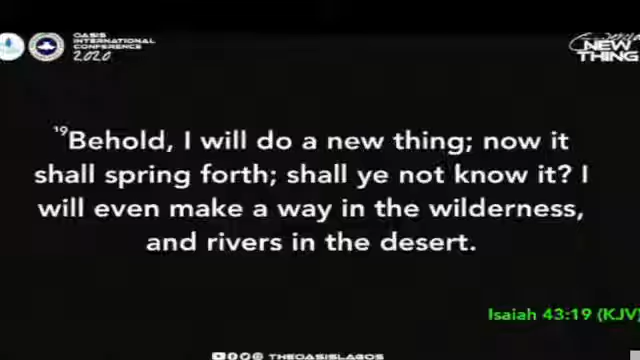 OASIS
INTERNATIONAL
CONFERENCE
2020
NEW
THING
19Behold, I will do a new thing; now it
shall spring forth; shall ye not know it? I
will even make a way in the wilderness,
and rivers in the desert.
Isaiah 43:19 (KJV)
THEOASISLAGOS